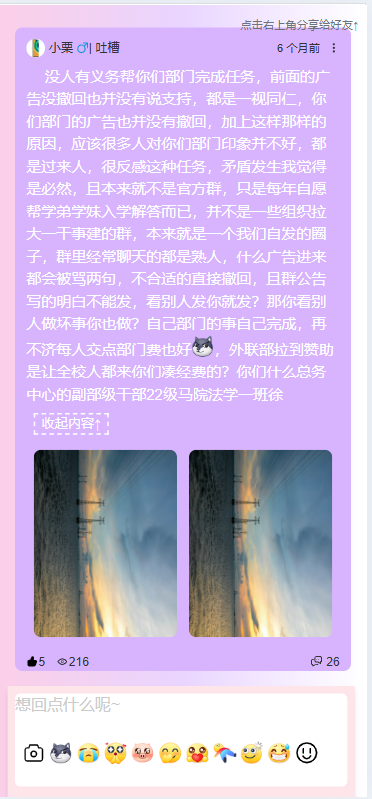 点击右上角分享给好友↑
小栗 ♂| 吐槽 6 个月前
没人有义务帮你们部门完成任务，前面的广
告没撤回也并没有说支持，都是一视同仁，你
们部门的广告也并没有撤回，加上这样那样的
原因，应该很多人对你们部门印象并不好，都
是过来人，很反感这种任务，矛盾发生我觉得
是必然，且本来就不是官方群，只是每年自愿
帮学弟学妹入学解答而已，并不是一些组织拉
大一干事建的群，本来就是一个我们自发的圈
子，群里经常聊天的都是熟人，什么广告进来
都会被骂两句，不合适的直接撤回，且群公告
写的明白不能发，看别人发你就发？那你看别
人做坏事你也做？自己部门的事自己完成，再
不济每人交点部门费也好，外联部拉到赞助
是让全校人都来你们凑经费的？你们什么总务
中心的副部级干部22级马院法学一班徐
收起内容↑
5 216 26
想回点什么呢~